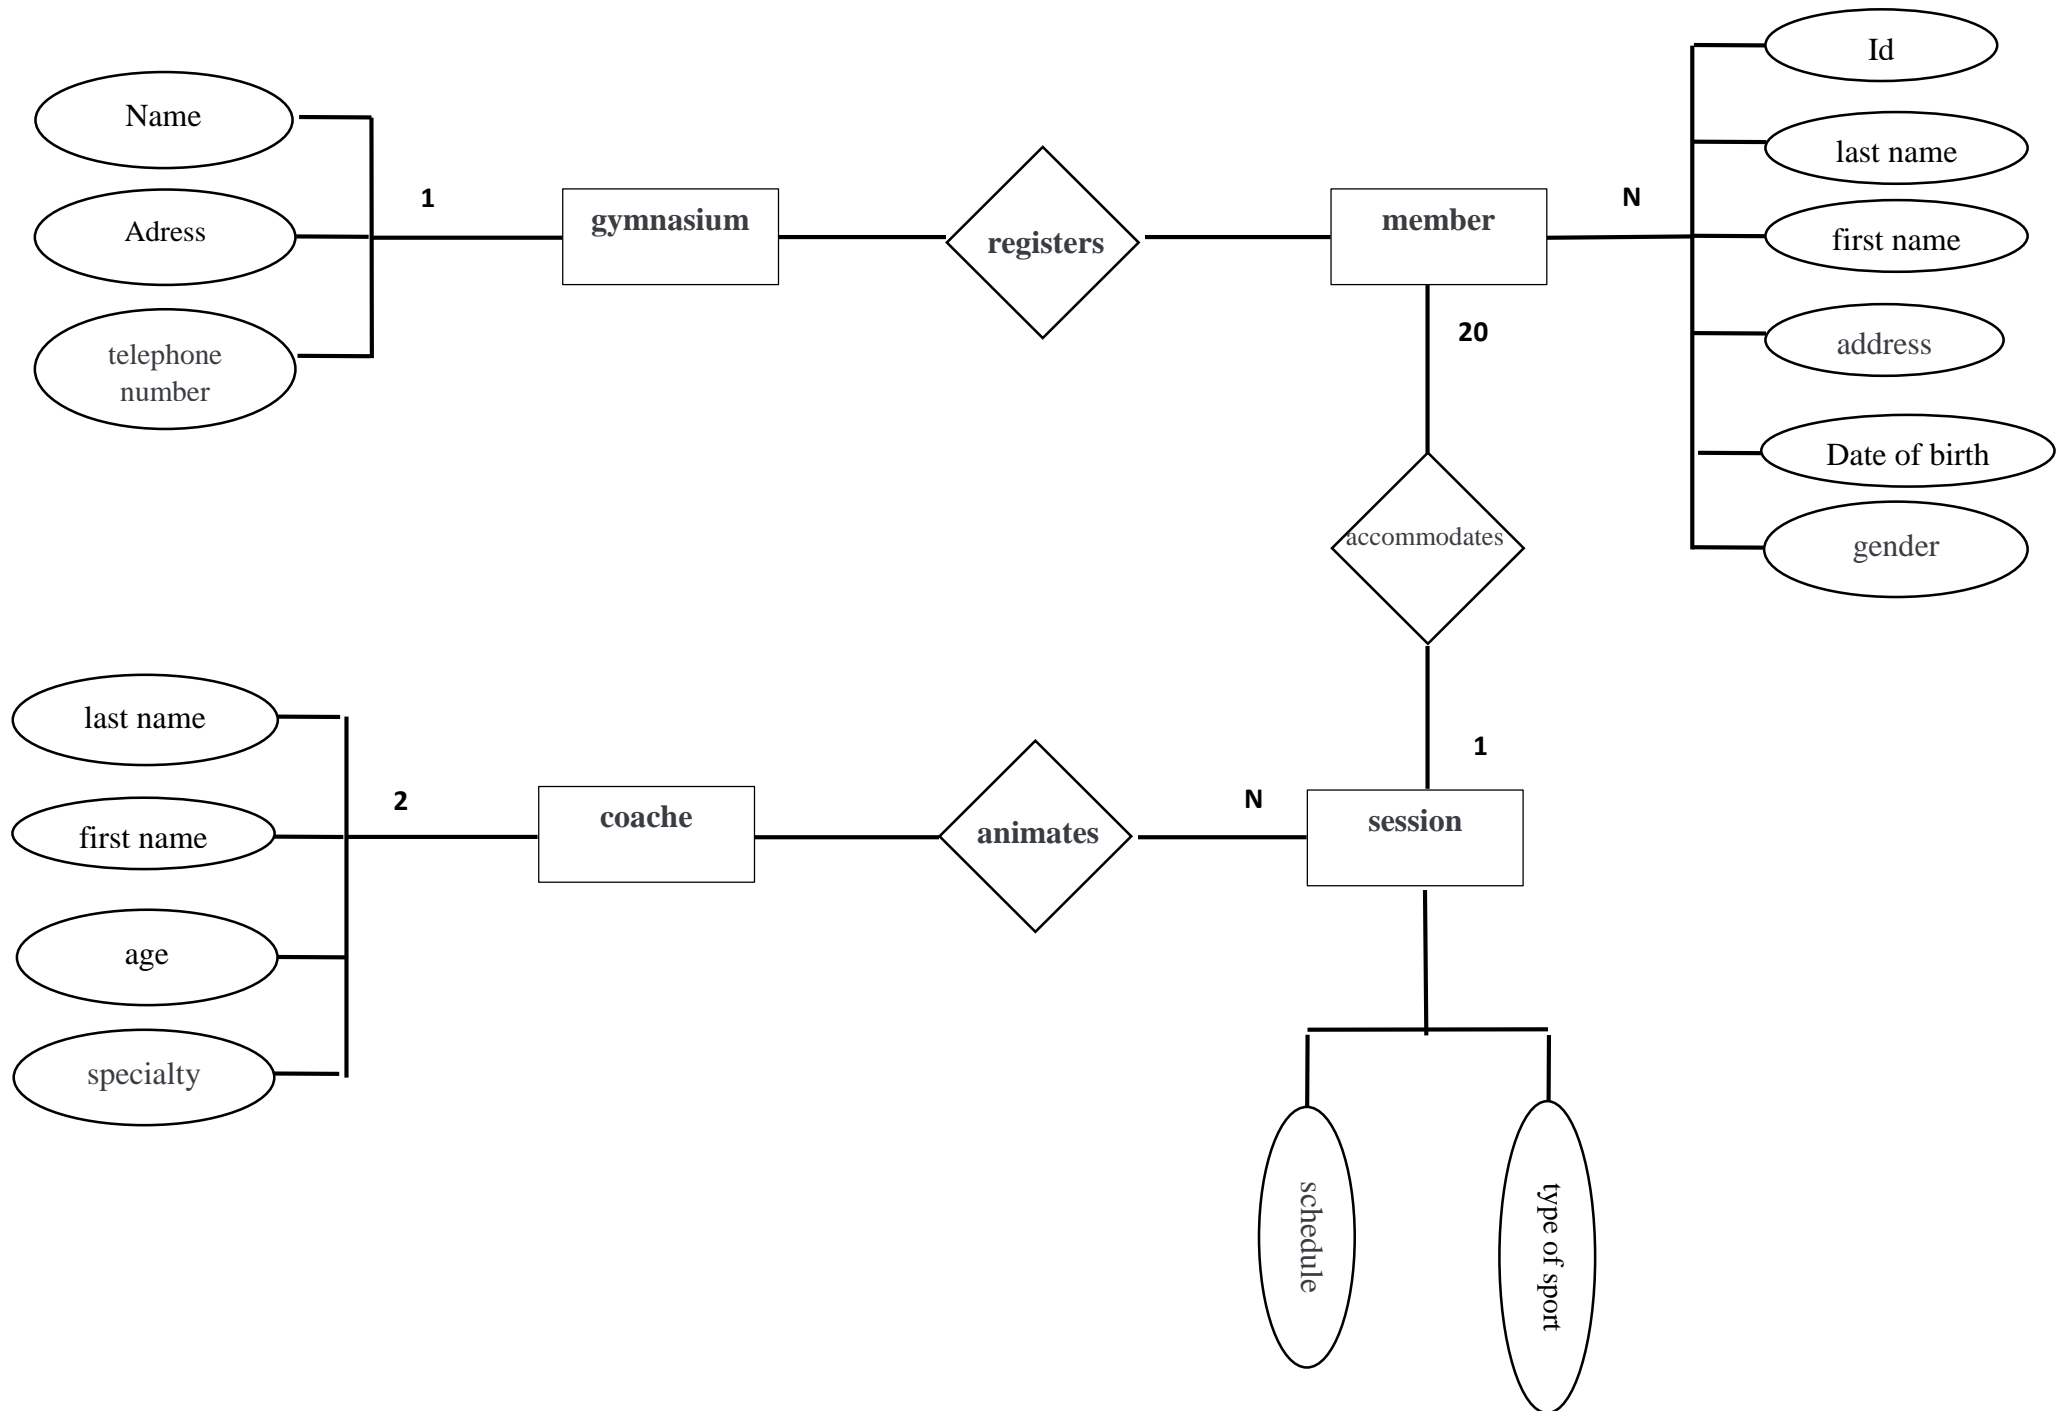 Id
Name
last name
1
gymnasium
registers
member
N
Adress
first name
20
address
telephone
number
Date of birth
accommodates
gender
last name
1
2
N
coache
animates
session
first name
age
specialty
schedule
type of sport